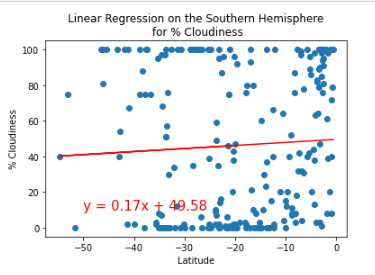 Linear Regression on the Southern Hemisphere
for % Cloudiness
% Cloudiness
100
80
60
40
20
0
y = 0.17x + 49.58
−50 −40 −30 −20 −10 0
Latitude